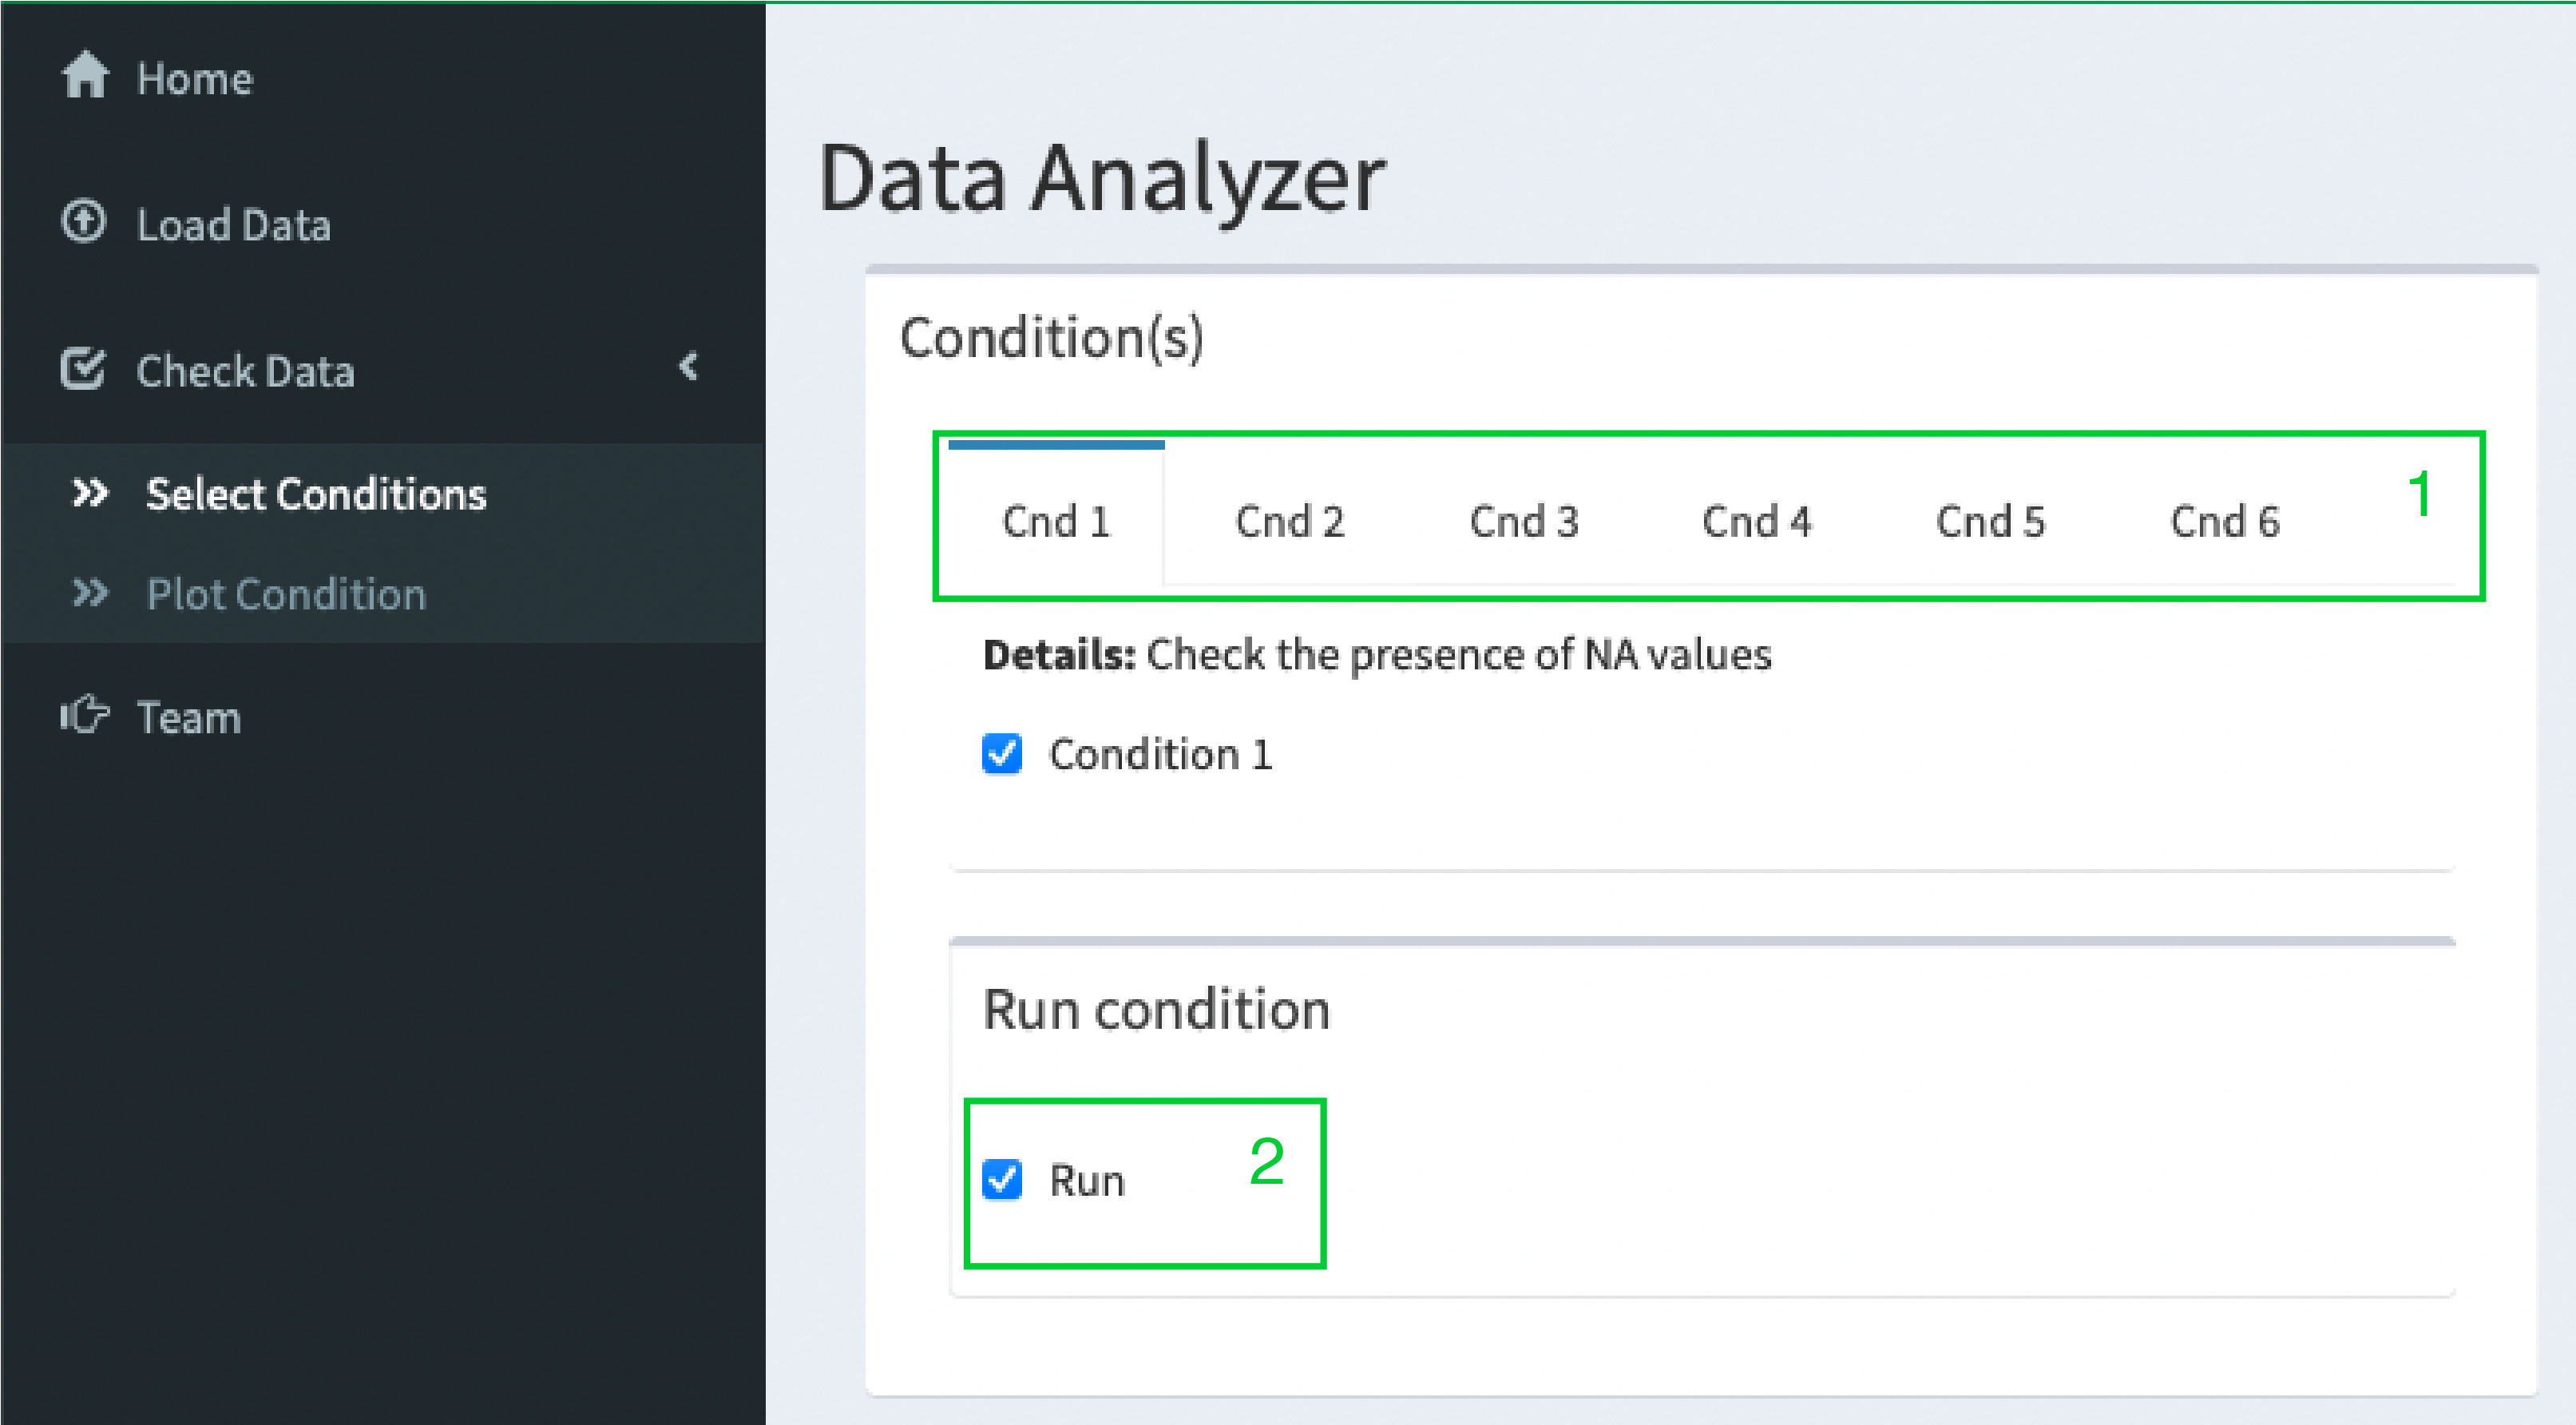 Home
Load Data
Check Data
Select Conditions
Plot Condition
Team
Data Analyzer
Condition(s)
Cnd 1 Cnd 2 Cnd 3 Cnd 4 Cnd 5 Cnd 6 1
Details: Check the presence of NA values
Condition 1
Run condition
Run 2